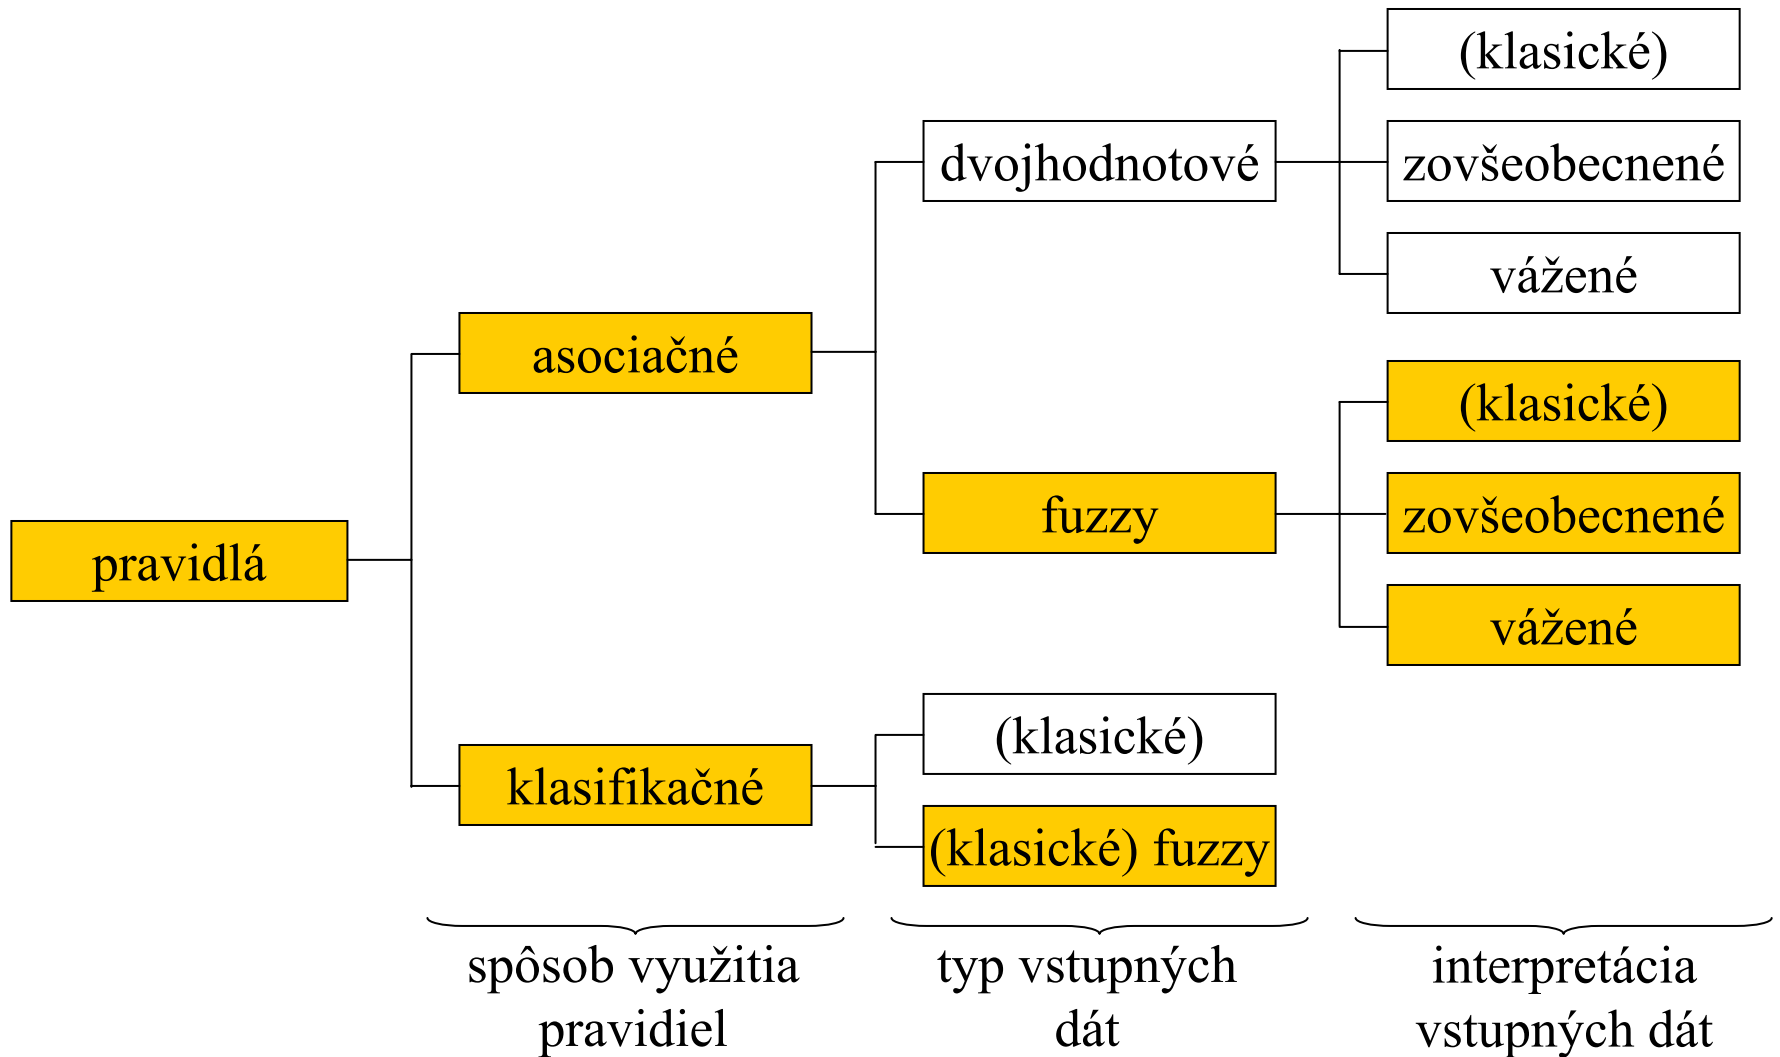 (klasické)
dvojhodnotové
zovšeobecnené
vážené
asociačné
(klasické)
fuzzy
zovšeobecnené
pravidlá
vážené
(klasické)
klasifikačné
(klasické) fuzzy
spôsob využitia
pravidiel
typ vstupných
dát
interpretácia
vstupných dát